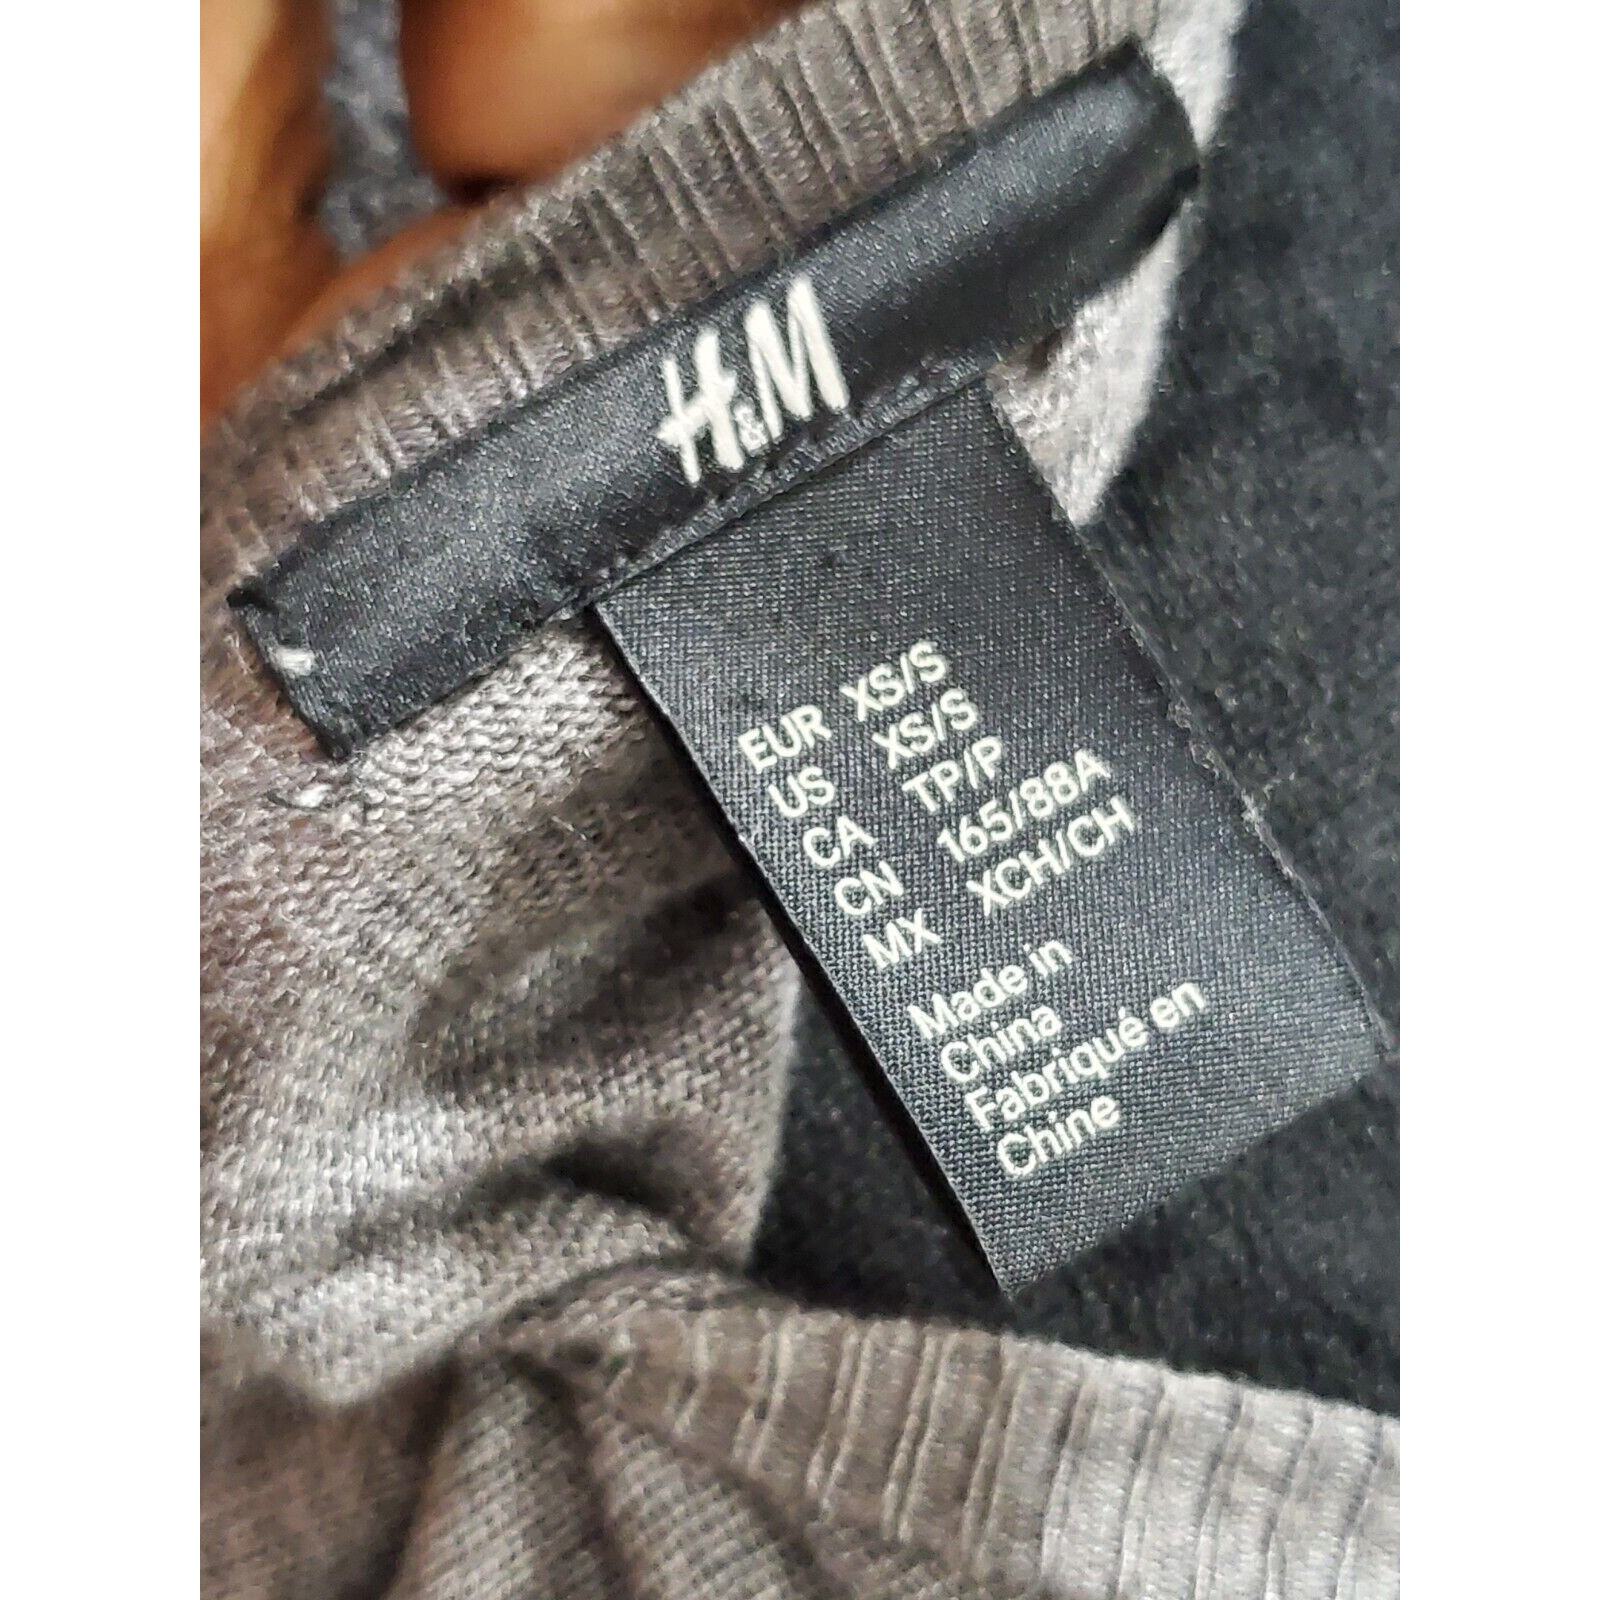 H&M
EUR XS/S
US XS/S
CA TP/P
CN 165/88A
MX XCH/CH
Made in
China
Fabriqué en
Chine